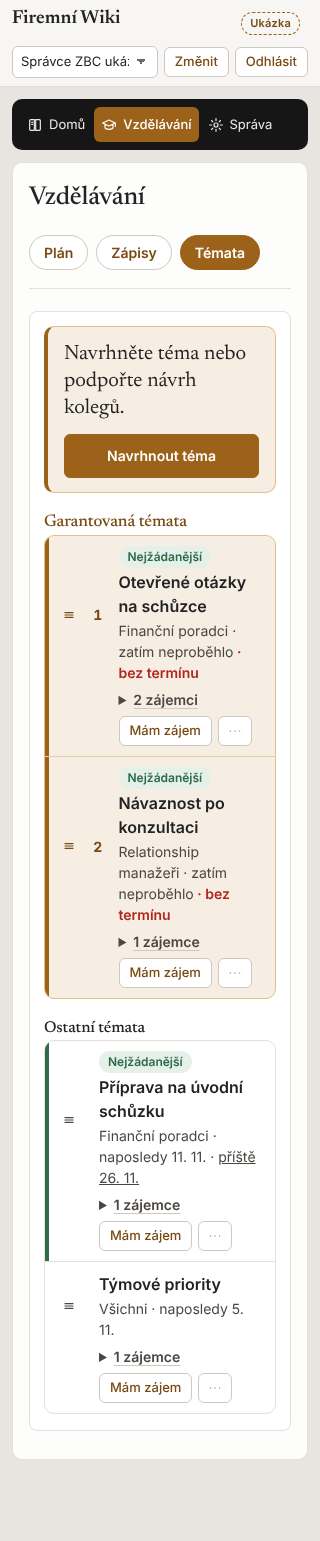 Firemní Wiki
Ukázka
Správce ZBC uká:
Změnit
Odhlásit
Domů
Vzdělávání
Správa
Vzdělávání
Plán
Zápisy
Témata
Navrhněte téma nebo
podpořte návrh
kolegů.
Navrhnout téma
Garantovaná témata
Nejžádanější
1
Otevřené otázky
na schůzce
Finanční poradci ·
zatím neproběhlo ·
bez termínu
2 zájemci
Mám zájem
···
Nejžádanější
2
Návaznost po
konzultaci
Relationship
manažeři · zatím
neproběhlo · bez
termínu
1 zájemce
Mám zájem
···
Ostatní témata
Nejžádanější
Příprava na úvodní
schůzku
Finanční poradci ·
naposledy 11. 11. · příště
26. 11.
1 zájemce
Mám zájem
···
Týmové priority
Všichni · naposledy 5.
11.
1 zájemce
Mám zájem
···